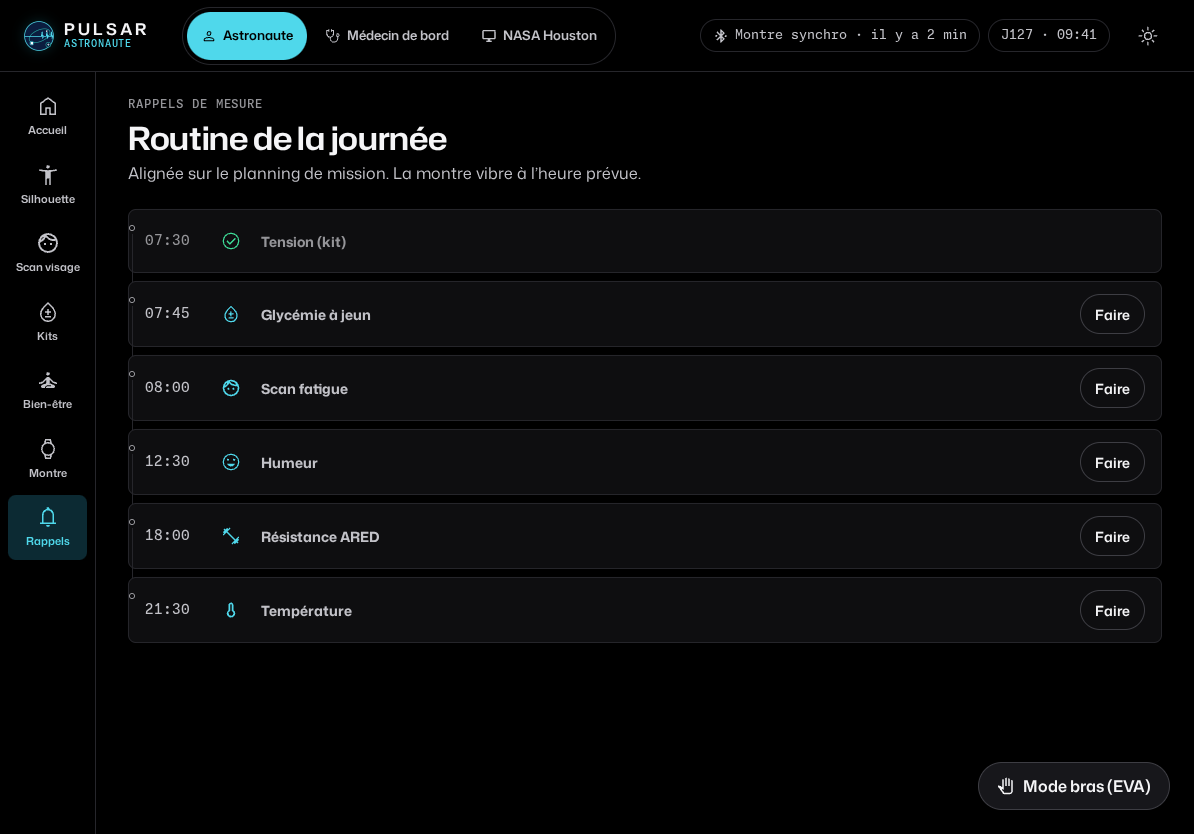 PULSAR
ASTRONAUTE
Astronaute
Médecin de bord
NASA Houston
Montre synchro · il y a 2 min
J127 · 09:41
Accueil
Silhouette
Scan visage
Kits
Bien-être
Montre
Rappels
RAPPELS DE MESURE
Routine de la journée
Alignée sur le planning de mission. La montre vibre à l’heure prévue.
07:30 Tension (kit)
07:45 Glycémie à jeun Faire
08:00 Scan fatigue Faire
12:30 Humeur Faire
18:00 Résistance ARED Faire
21:30 Température Faire
Mode bras (EVA)